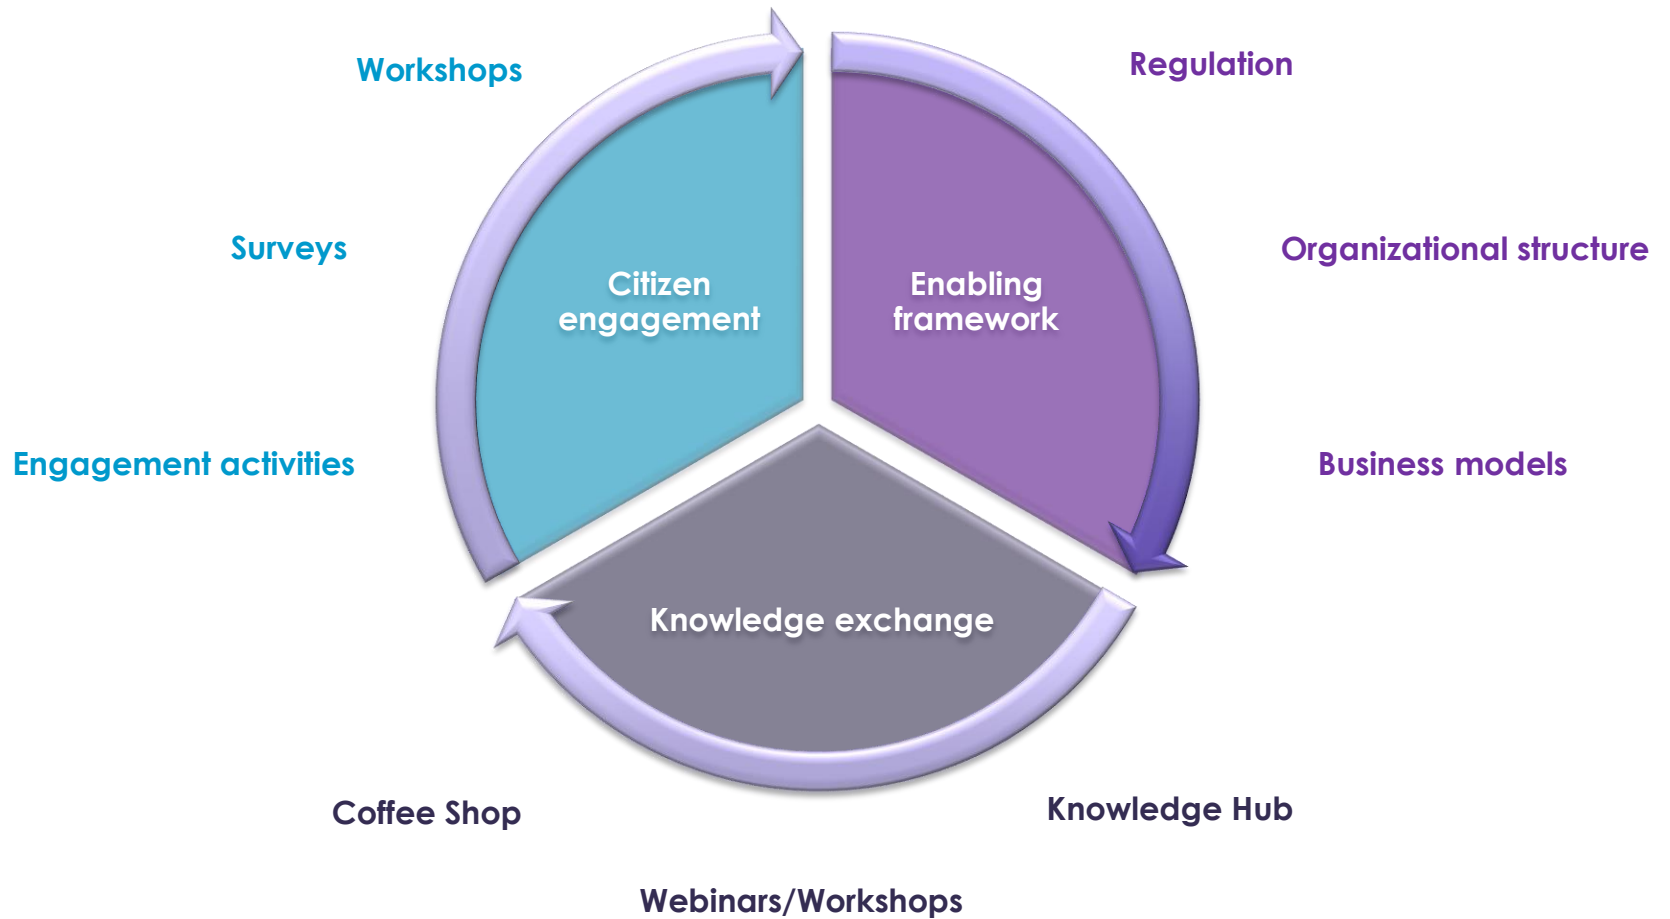 Workshops
Regulation
Surveys
Organizational structure
Citizen
engagement
Enabling
framework
Engagement activities
Business models
Knowledge exchange
Coffee Shop
Knowledge Hub
Webinars/Workshops